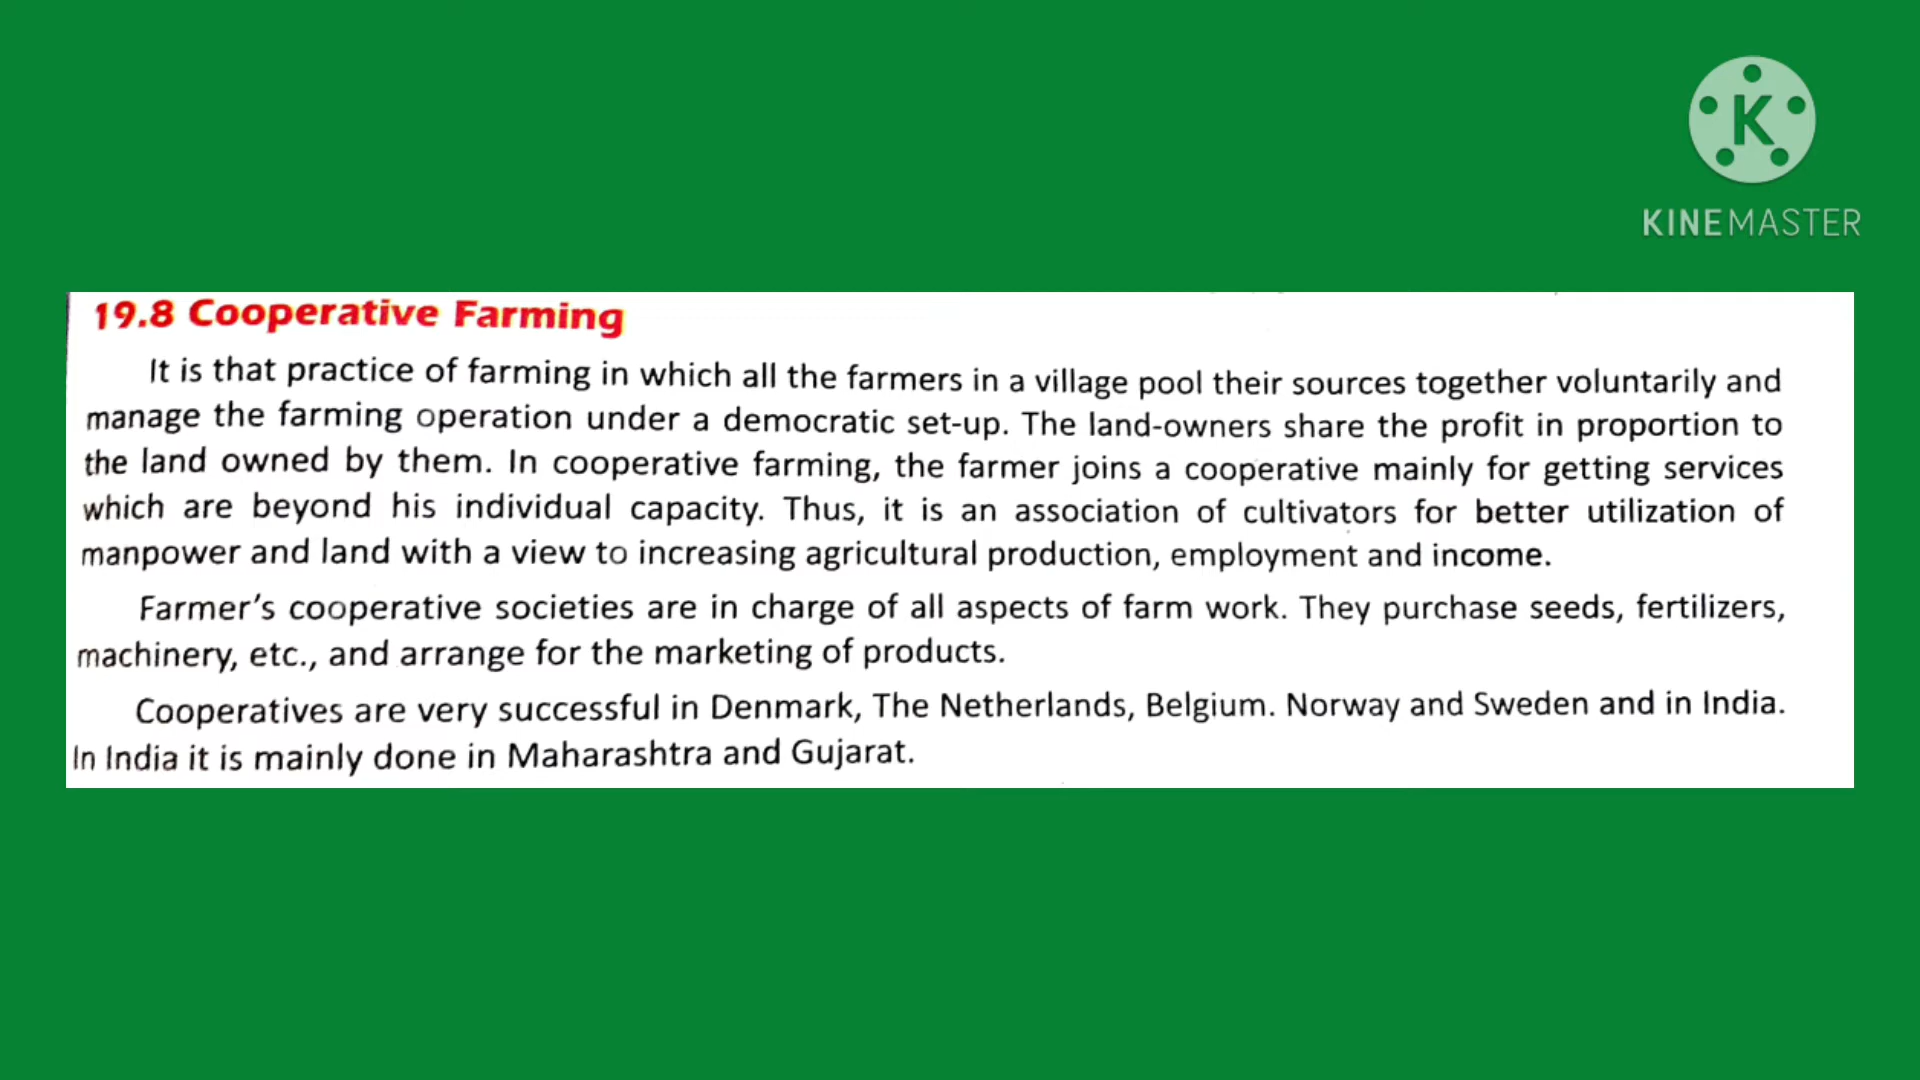 K
KINEMASTER
19.8 Cooperative Farming
It is that practice of farming in which all the farmers in a village pool their sources together voluntarily and
manage the farming operation under a democratic set-up. The land-owners share the profit in proportion to
the land owned by them. In cooperative farming, the farmer joins a cooperative mainly for getting services
which are beyond his individual capacity. Thus, it is an association of cultivators for better utilization of
manpower and land with a view to increasing agricultural production, employment and income.
Farmer's cooperative societies are in charge of all aspects of farm work. They purchase seeds, fertilizers,
machinery, etc., and arrange for the marketing of products.
Cooperatives are very successful in Denmark, The Netherlands, Belgium. Norway and Sweden and in India.
In India it is mainly done in Maharashtra and Gujarat.